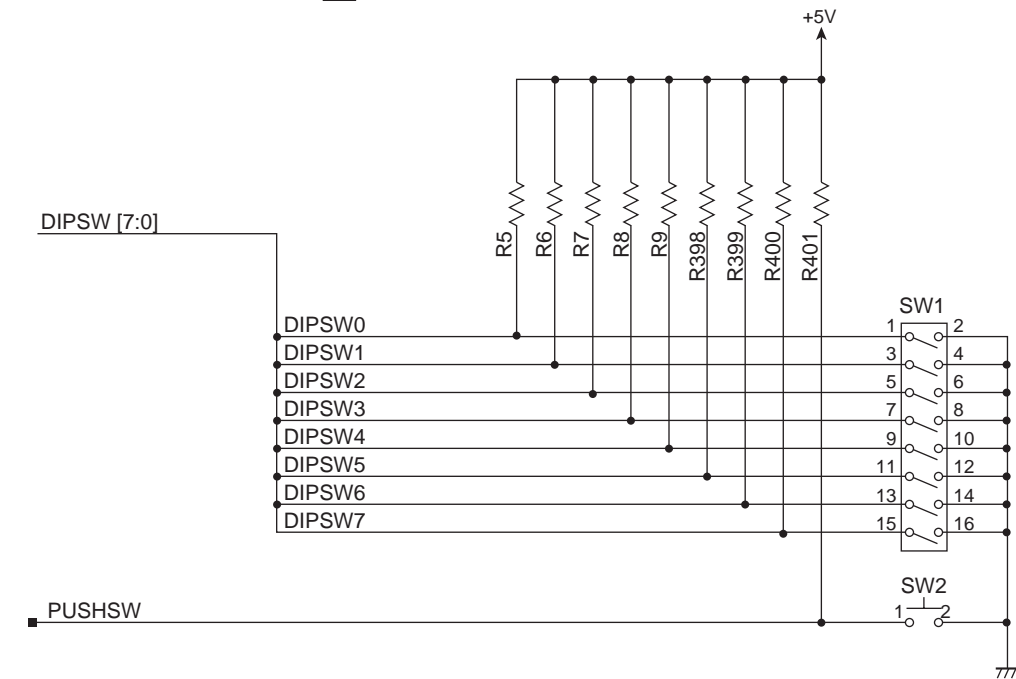 +5V
DIPSW [7:0]
R5
R6
R7
R8
R9
R398
R399
R400
R401
SW1
DIPSW0
1
2
DIPSW1
3
4
DIPSW2
5
6
DIPSW3
7
8
DIPSW4
9
10
DIPSW5
11
12
DIPSW6
13
14
DIPSW7
15
16
SW2
PUSHSW
1
2